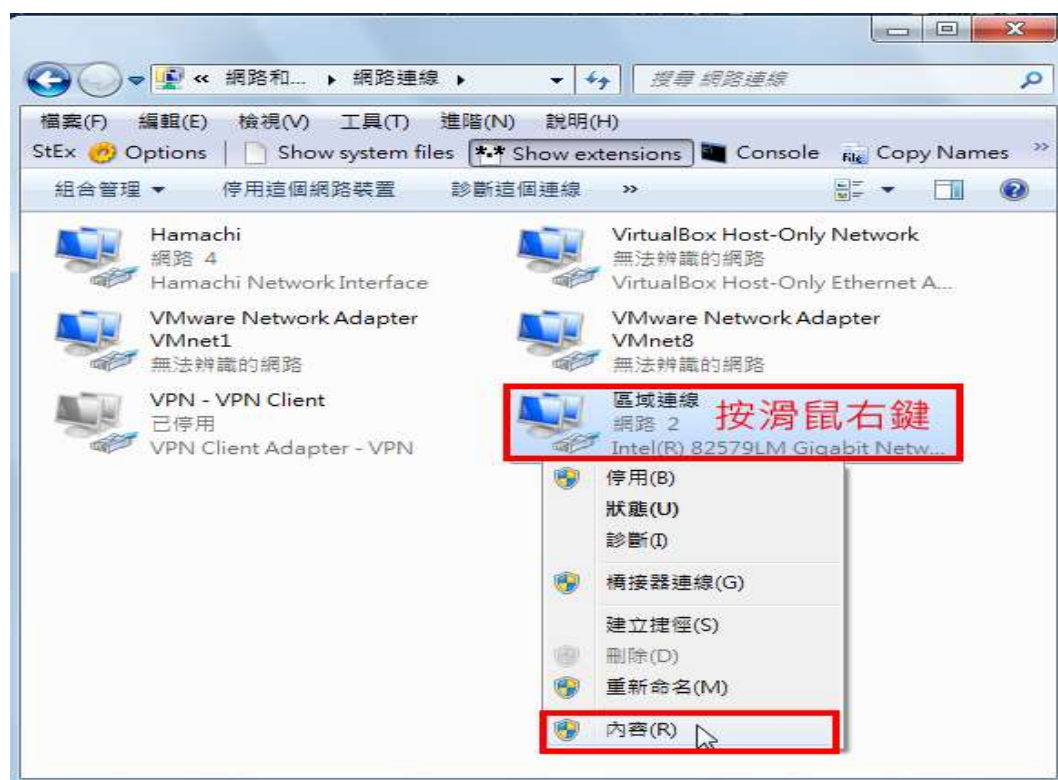 « 網路和... ▸ 網路連線 ▸
搜尋 網路連線
檔案(F) 編輯(E) 檢視(V) 工具(T) 進階(N) 說明(H)
StEx Options Show system files *.* Show extensions Console File Copy Names »
組合管理 停用這個網路裝置 診斷這個連線 »
Hamachi
網路 4
Hamachi Network Interface
VirtualBox Host-Only Network
無法辨識的網路
VirtualBox Host-Only Ethernet A...
VMware Network Adapter
VMnet1
無法辨識的網路
VMware Network Adapter
VMnet8
無法辨識的網路
VPN - VPN Client
已停用
VPN Client Adapter - VPN
區域連線
網路 2
Intel(R) 82579LM Gigabit Netw...
按滑鼠右鍵
停用(B)
狀態(U)
診斷(I)
橋接器連線(G)
建立捷徑(S)
刪除(D)
重新命名(M)
內容(R)